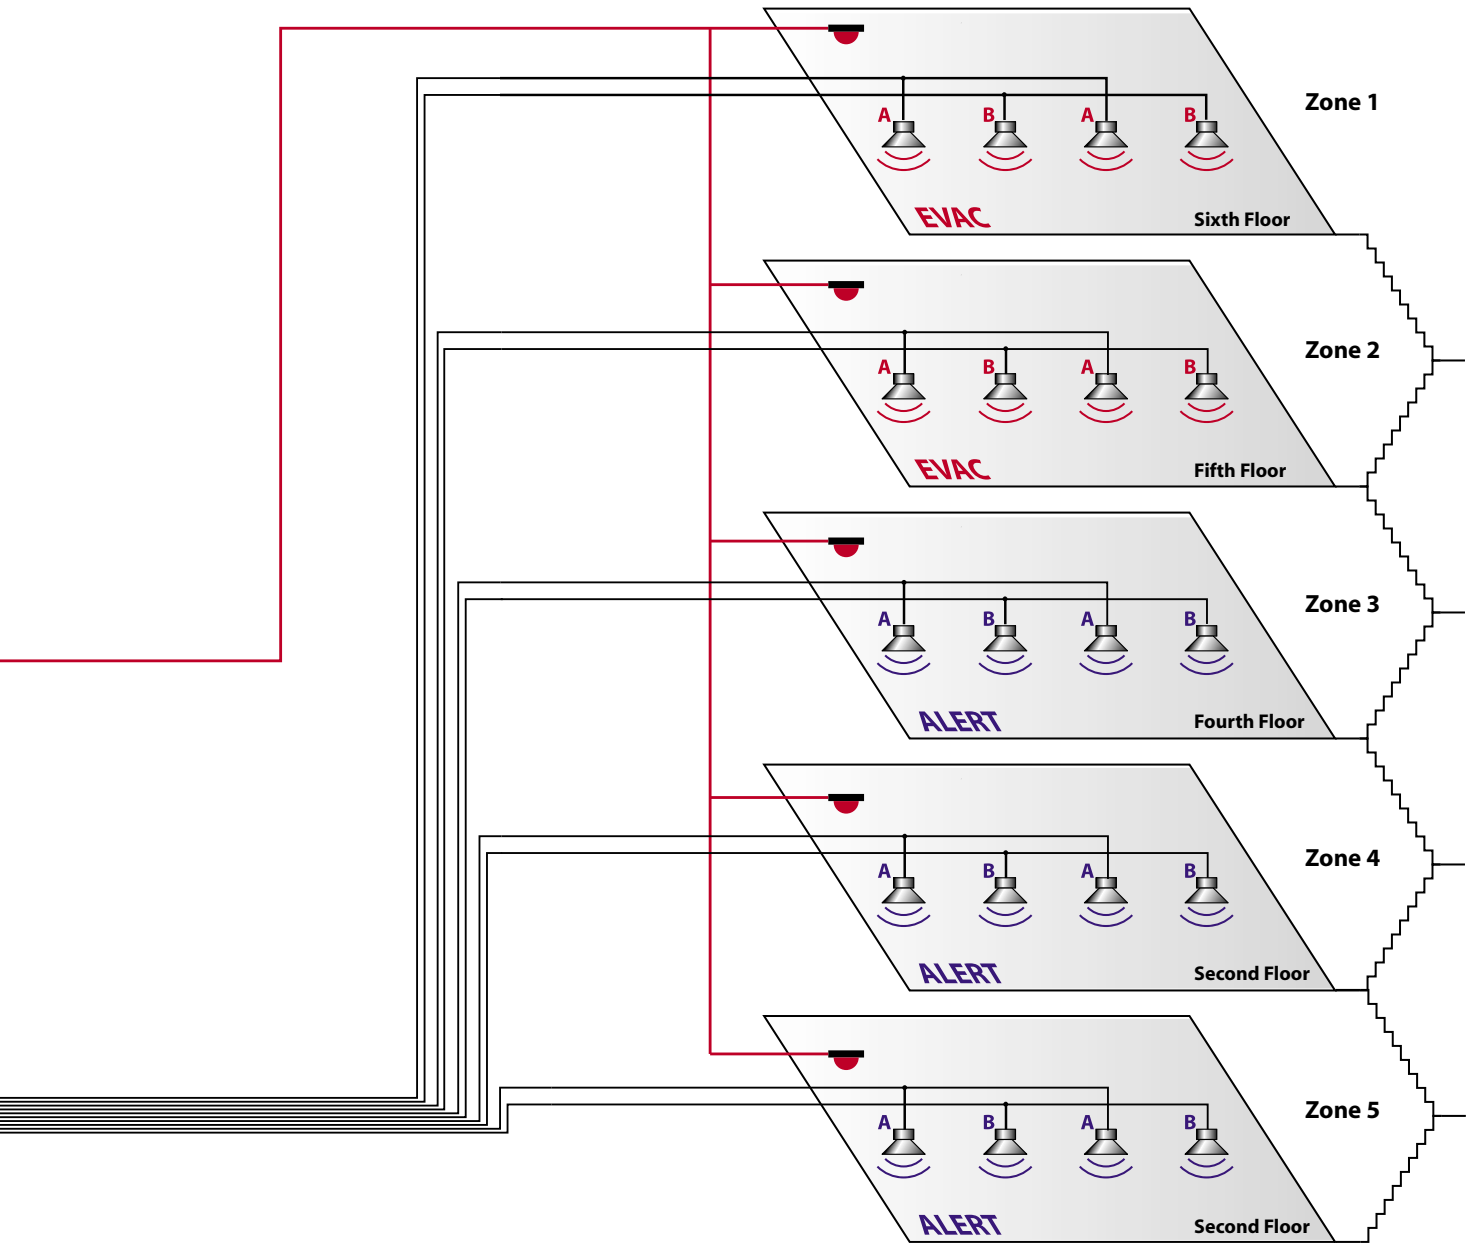 Zone 1
A B A B
EVAC
Sixth Floor
Zone 2
A B A B
EVAC
Fifth Floor
Zone 3
A B A B
ALERT
Fourth Floor
Zone 4
A B A B
ALERT
Second Floor
Zone 5
A B A B
ALERT
Second Floor